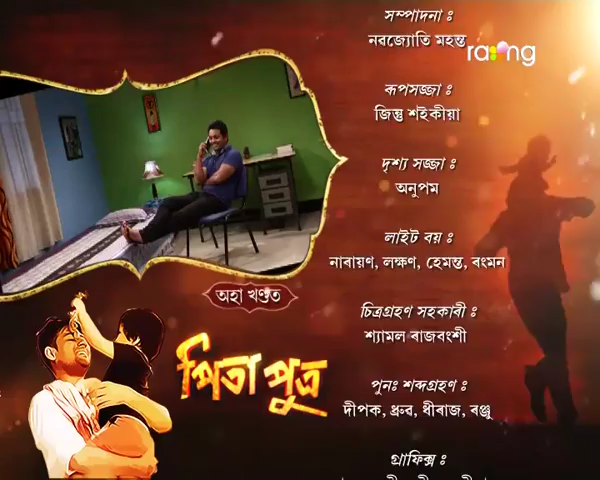 সম্পাদনা ঃ
নৱজ্যোতি মহন্ত
rang
ৰূপসজ্জা ঃ
জিন্তু শইকীয়া
দৃশ্য সজ্জা ঃ
অনুপম
লাইট বয় ঃ
নাৰায়ণ, লক্ষণ, হেমন্ত, ৰংমন
অহা খণ্ডত
চিত্ৰগ্ৰহণ সহকাৰী ঃ
শ্যামল ৰাজবংশী
পিতা পুত্ৰ
পুনঃ শব্দগ্ৰহণ ঃ
দীপক, ধ্ৰুৱ, ধীৰাজ, ৰঞ্জু
গ্ৰাফিক্স ঃ